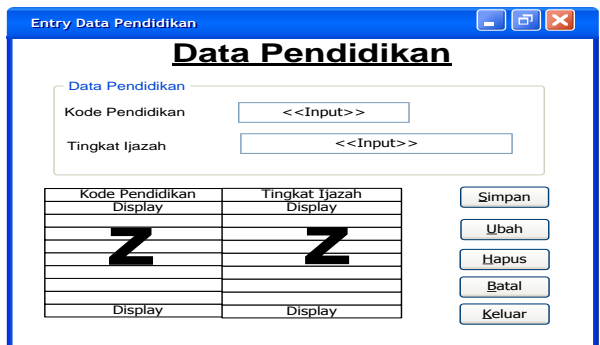 Entry Data Pendidikan
Data Pendidikan
Data Pendidikan
Kode Pendidikan <<Input>>
Tingkat Ijazah <<Input>>
Kode Pendidikan Tingkat Ijazah
Display Display
Z Z
Display Display
Simpan
Ubah
Hapus
Batal
Keluar